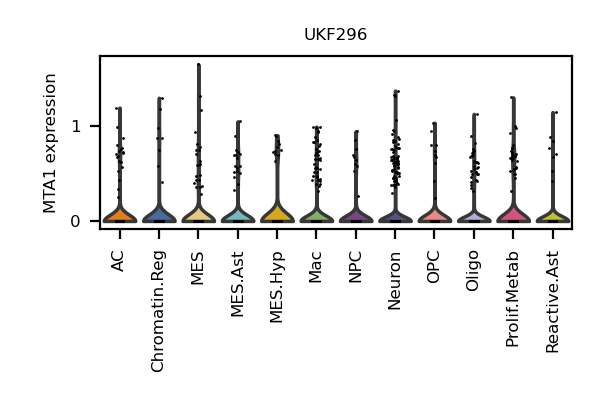 UKF296
MTA1 expression
1
0
AC
Chromatin.Reg
MES
MES.Ast
MES.Hyp
Mac
NPC
Neuron
OPC
Oligo
Prolif.Metab
Reactive.Ast